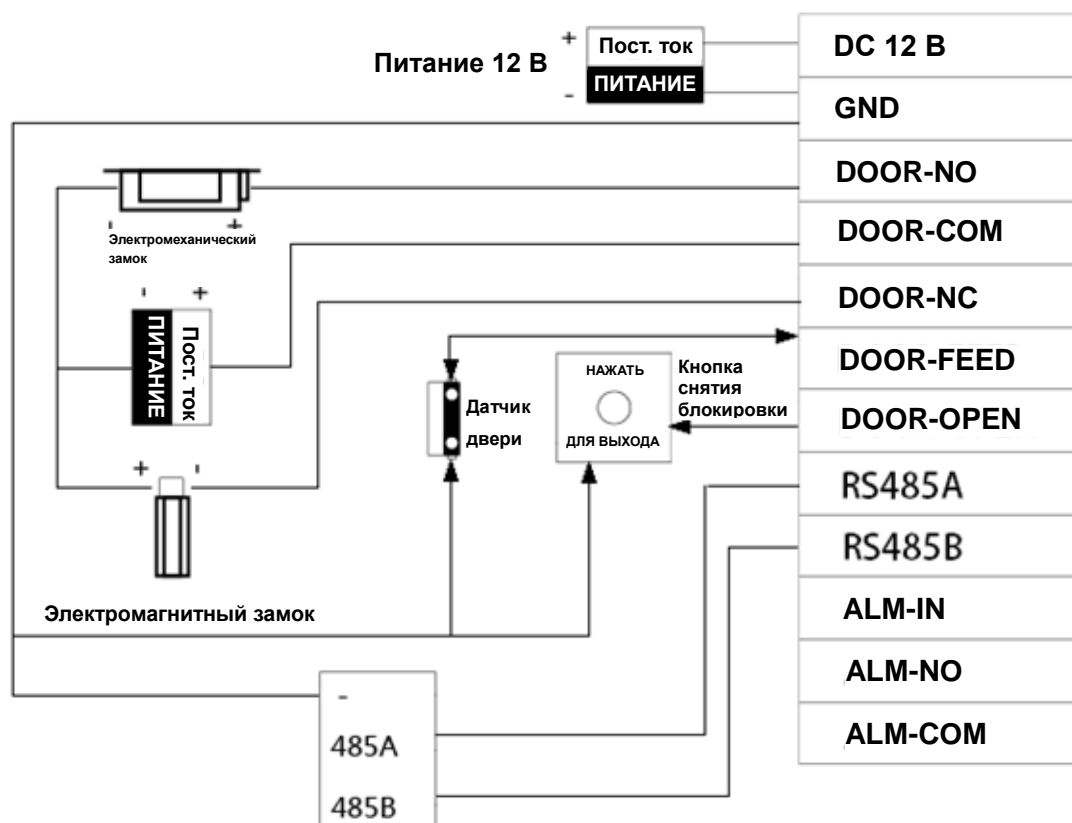 Питание 12 В
+
Пост. ток
-
ПИТАНИЕ
DC 12 В
GND
DOOR-NO
DOOR-COM
DOOR-NC
DOOR-FEED
DOOR-OPEN
RS485A
RS485B
ALM-IN
ALM-NO
ALM-COM
- +
Электромеханический
замок
- +
ПИТАНИЕ
Пост. ток
+ -
Электромагнитный замок
Датчик
двери
НАЖАТЬ
ДЛЯ ВЫХОДА
Кнопка
снятия
блокировки
-
485A
485B